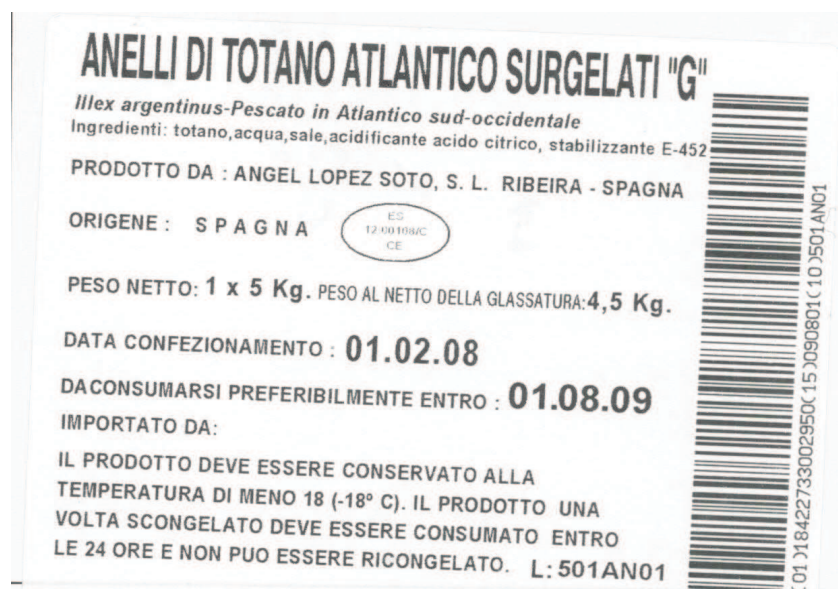 ANELLI DI TOTANO ATLANTICO SURGELATI "G"
Illex argentinus-Pescato in Atlantico sud-occidentale
Ingredienti: totano,acqua,sale,acidificante acido citrico, stabilizzante E-452
PRODOTTO DA : ANGEL LOPEZ SOTO, S. L. RIBEIRA - SPAGNA
ORIGENE : SPAGNA
ES
12.00108/C
CE
PESO NETTO: 1 x 5 Kg. PESO AL NETTO DELLA GLASSATURA:4,5 Kg.
DATA CONFEZIONAMENTO : 01.02.08
DACONSUMARSI PREFERIBILMENTE ENTRO : 01.08.09
IMPORTATO DA:
IL PRODOTTO DEVE ESSERE CONSERVATO ALLA
TEMPERATURA DI MENO 18 (-18º C). IL PRODOTTO UNA
VOLTA SCONGELATO DEVE ESSERE CONSUMATO ENTRO
LE 24 ORE E NON PUO ESSERE RICONGELATO. L:501AN01
(01)18422733002950(15)090801(10)501AN01